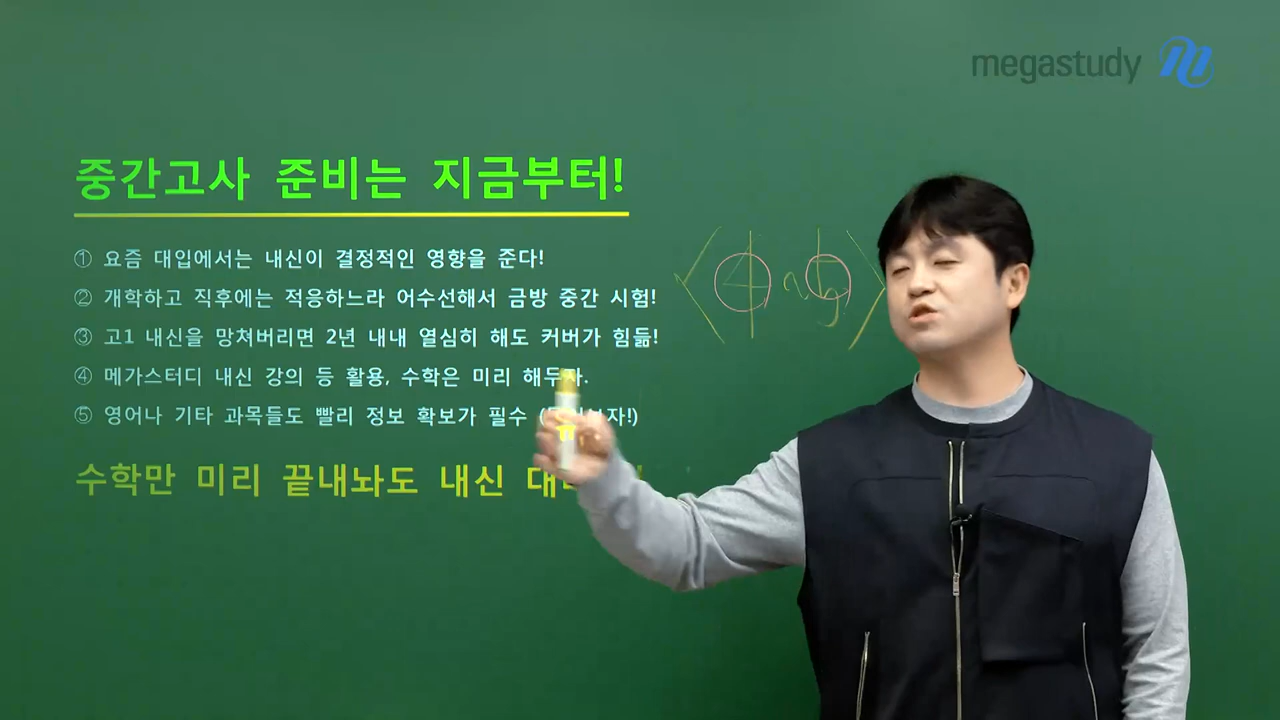 megastudy
중간고사 준비는 지금부터!
① 요즘 대입에서는 내신이 결정적인 영향을 준다!
② 개학하고 직후에는 적응하느라 어수선해서 금방 중간 시험!
③ 고1 내신을 망쳐버리면 2년 내내 열심히 해도 커버가 힘듦!
④ 메가스터디 내신 강의 등 활용, 수학은 미리 해두자.
⑤ 영어나 기타 과목들도 빨리 정보 확보가 필수
수학만 미리 끝내놔도 내신